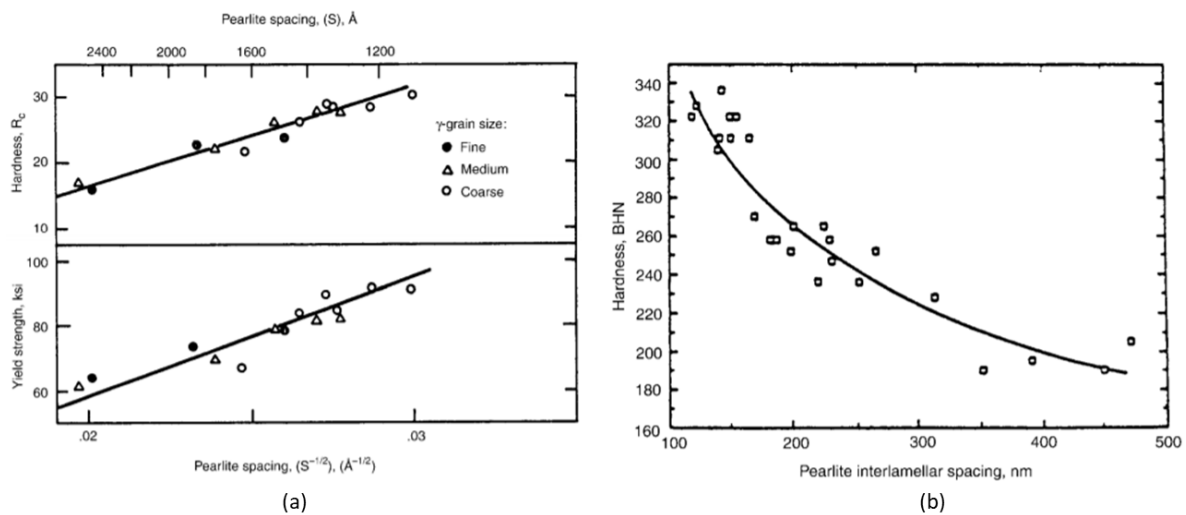 Pearlite spacing, (S), Å
2400 2000 1600 1200
30
20
10
Hardness, Rc
γ-grain size:
Fine
Medium
Coarse
100
80
60
Yield strength, ksi
.02 .03
Pearlite spacing, (S⁻¹/²), (Å⁻¹/²)
(a)
340
320
300
280
260
240
220
200
180
160
Hardness, BHN
100 200 300 400 500
Pearlite interlamellar spacing, nm
(b)